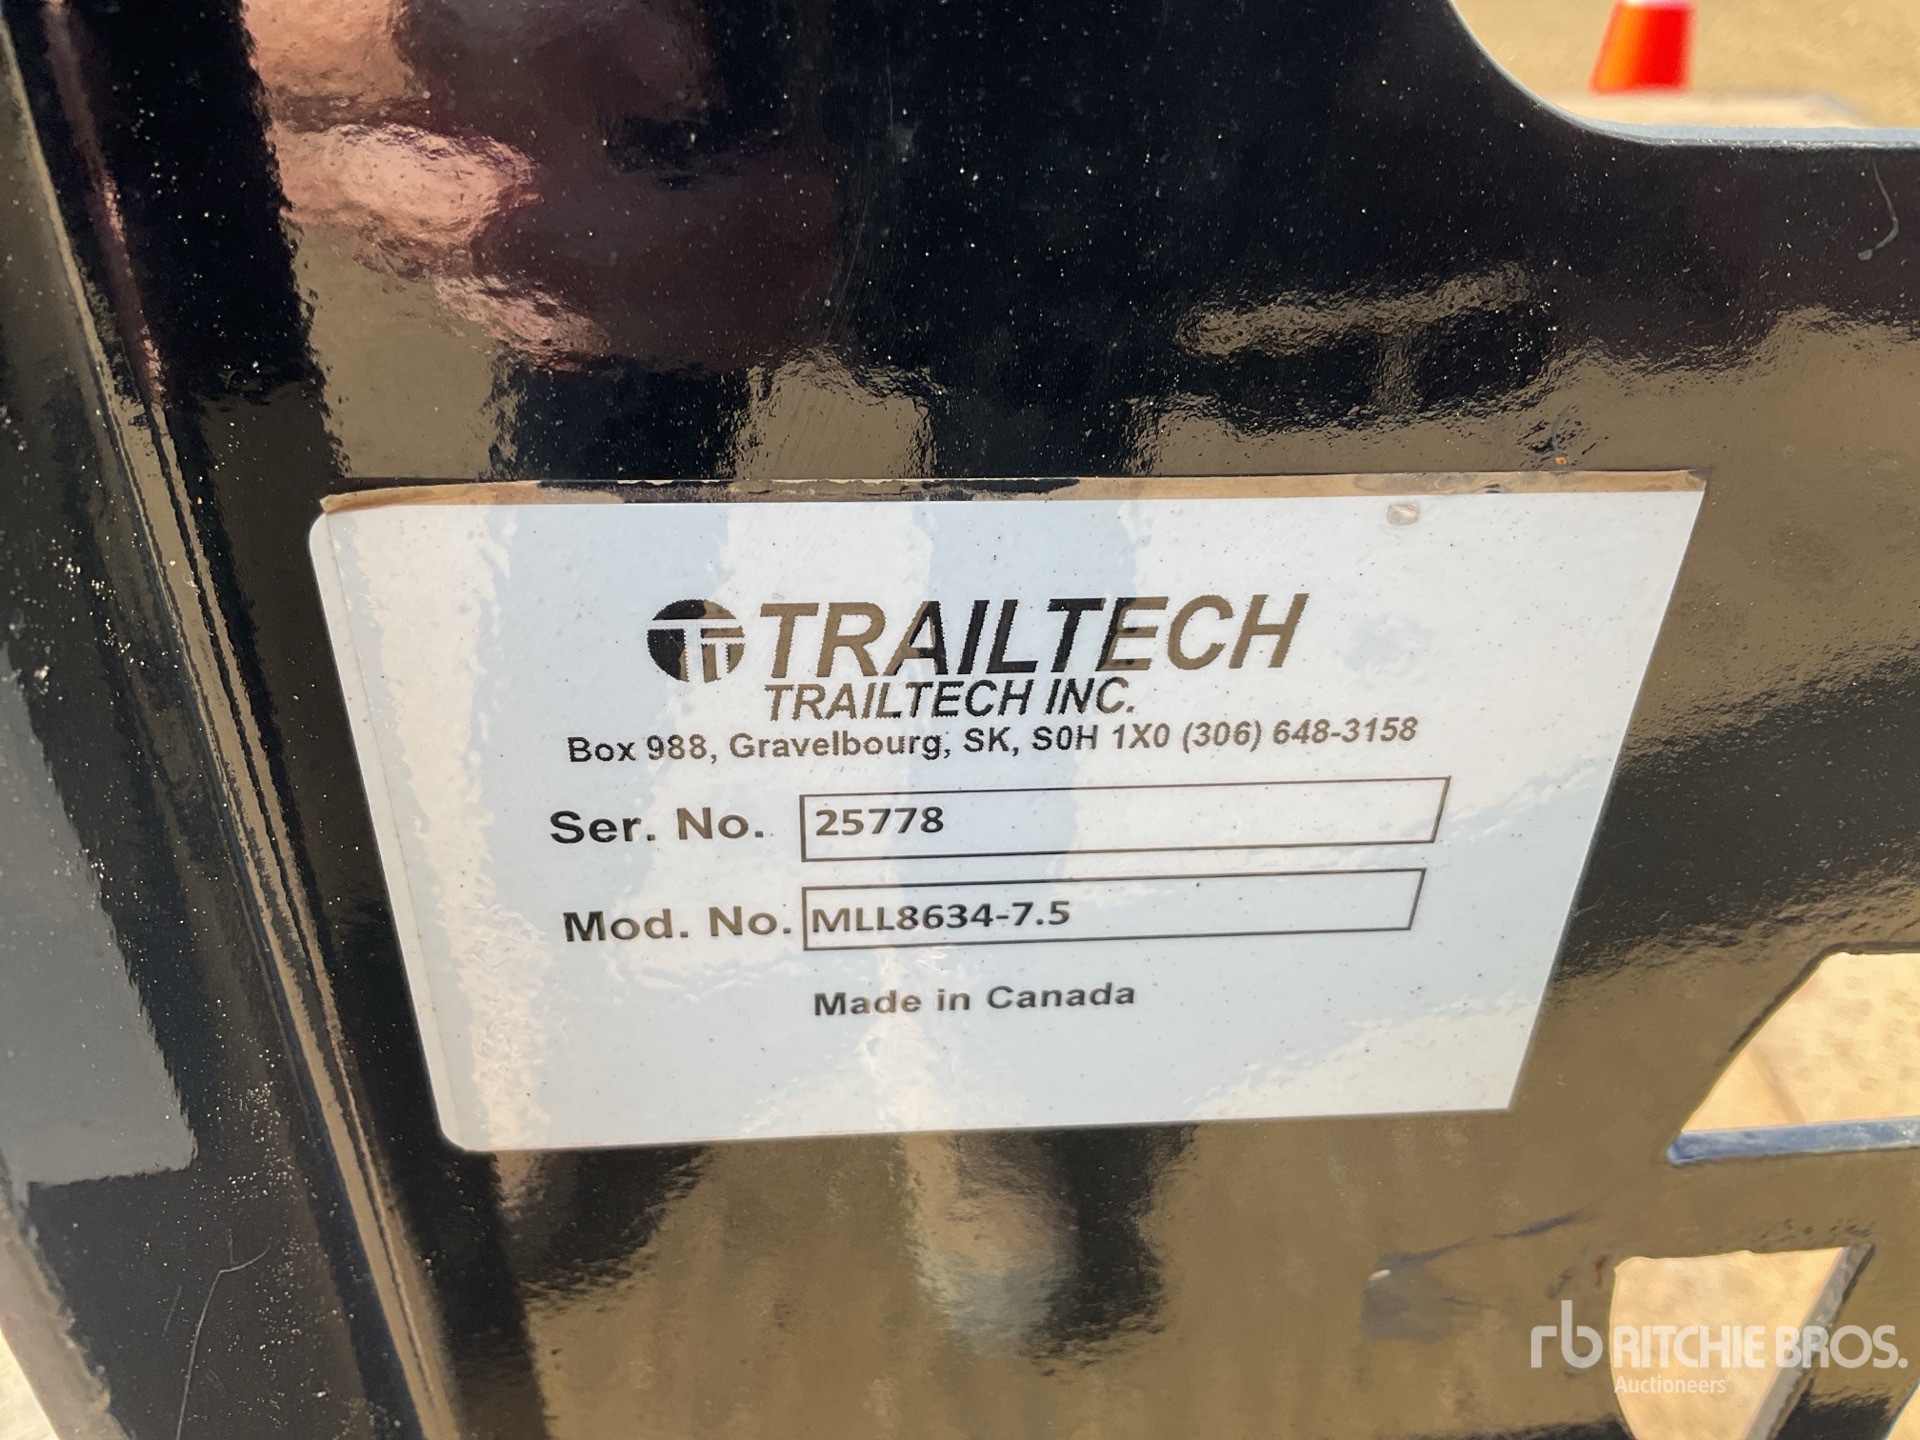 TRAILTECH
TRAILTECH INC.
Box 988, Gravelbourg, SK, S0H 1X0 (306) 648-3158
Ser. No. 25778
Mod. No. MLL8634-7.5
Made in Canada
rb RITCHIE BROS.
Auctioneers